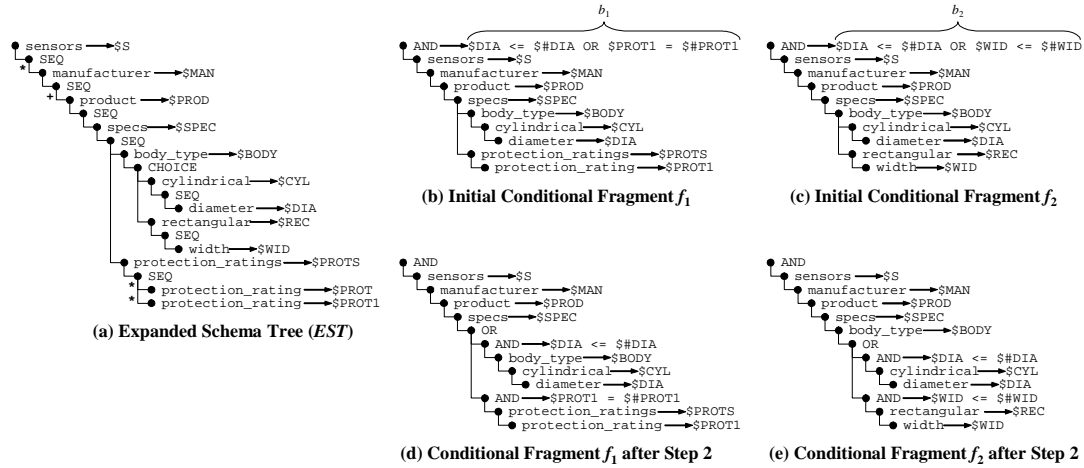 sensors $S
SEQ
* manufacturer $MAN
SEQ
+ product $PROD
SEQ
specs $SPEC
SEQ
body_type $BODY
CHOICE
cylindrical $CYL
SEQ
diameter $DIA
rectangular $REC
SEQ
width $WID
protection_ratings $PROTS
SEQ
* protection_rating $PROT
* protection_rating $PROT1
(a) Expanded Schema Tree (EST)
b1
AND $DIA <= $#DIA OR $PROT1 = $#PROT1
sensors $S
manufacturer $MAN
product $PROD
specs $SPEC
body_type $BODY
cylindrical $CYL
diameter $DIA
protection_ratings $PROTS
protection_rating $PROT1
(b) Initial Conditional Fragment f1
b2
AND $DIA <= $#DIA OR $WID <= $#WID
sensors $S
manufacturer $MAN
product $PROD
specs $SPEC
body_type $BODY
cylindrical $CYL
diameter $DIA
rectangular $REC
width $WID
(c) Initial Conditional Fragment f2
AND
sensors $S
manufacturer $MAN
product $PROD
specs $SPEC
OR
AND $DIA <= $#DIA
body_type $BODY
cylindrical $CYL
diameter $DIA
AND $PROT1 = $#PROT1
protection_ratings $PROTS
protection_rating $PROT1
(d) Conditional Fragment f1 after Step 2
AND
sensors $S
manufacturer $MAN
product $PROD
specs $SPEC
body_type $BODY
OR
AND $DIA <= $#DIA
cylindrical $CYL
diameter $DIA
AND $WID <= $#WID
rectangular $REC
width $WID
(e) Conditional Fragment f2 after Step 2